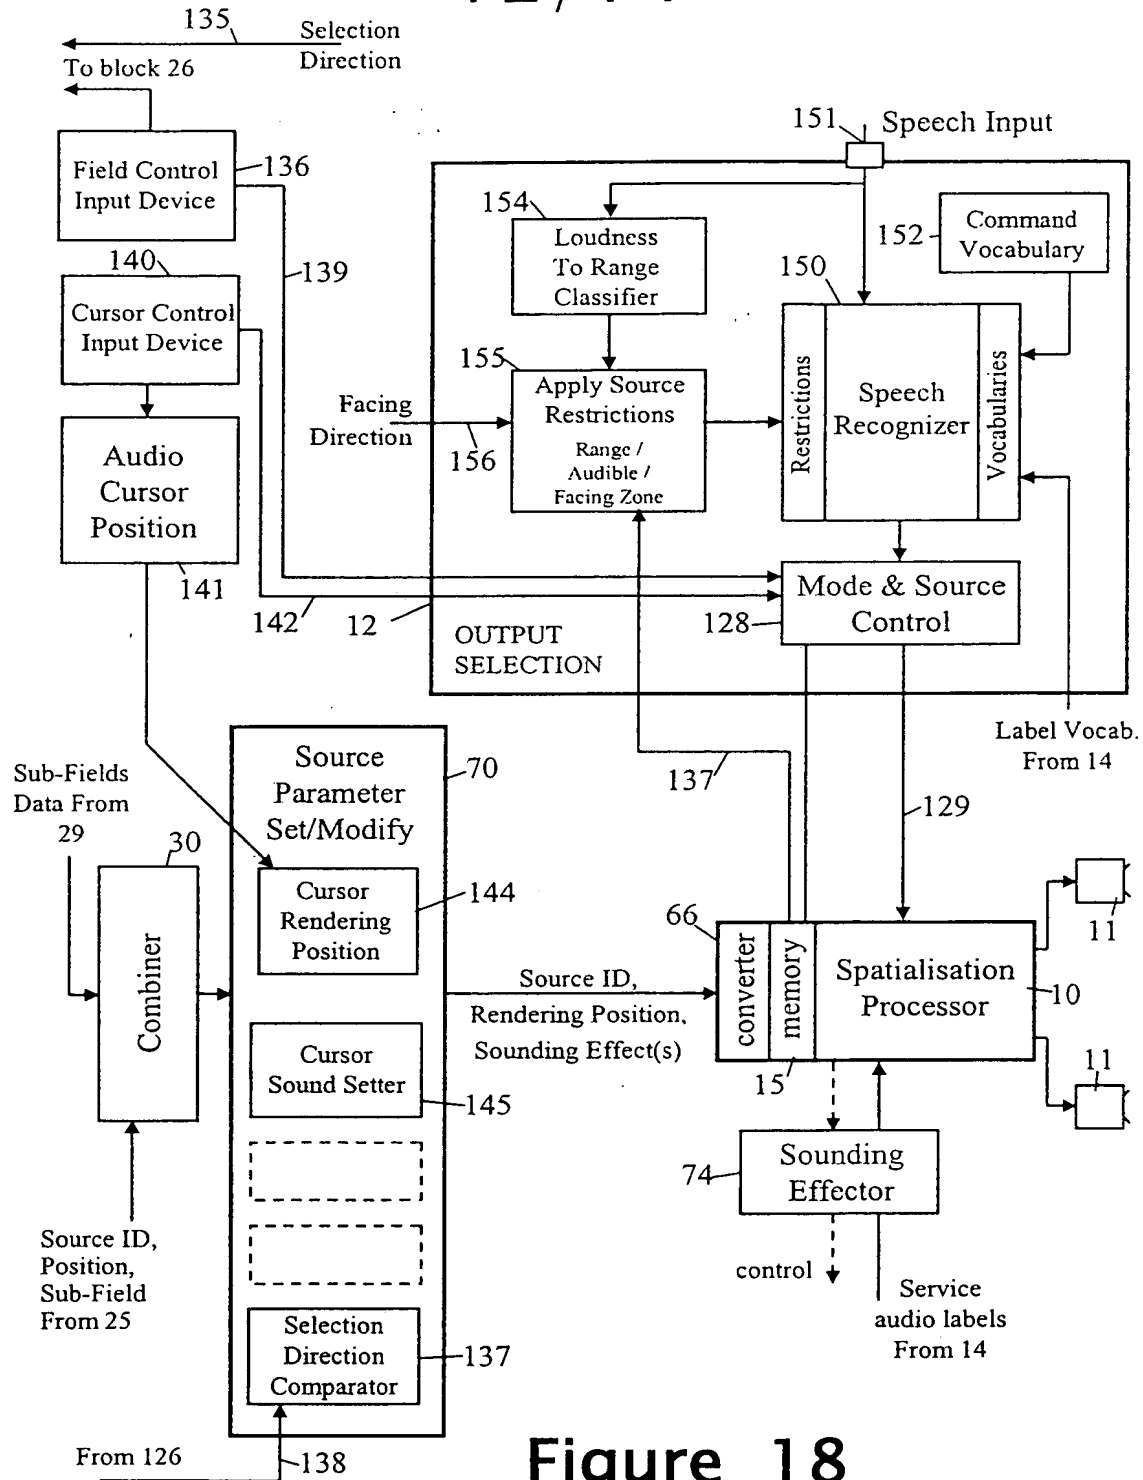 135
Selection
Direction
To block 26
Field Control
Input Device
136
139
140
Cursor Control
Input Device
Audio
Cursor
Position
141
142
12
151
Speech Input
154
Loudness
To Range
Classifier
152
Command
Vocabulary
150
Restrictions
Speech
Recognizer
Vocabularies
155
Apply Source
Restrictions
Range /
Audible /
Facing Zone
Facing
Direction
156
128
Mode & Source
Control
OUTPUT
SELECTION
Label Vocab.
From 14
137
129
Sub-Fields
Data From
29
30
Combiner
Source ID,
Position,
Sub-Field
From 25
Source
Parameter
Set/Modify
70
Cursor
Rendering
Position
144
Cursor
Sound Setter
145
Selection
Direction
Comparator
137
From 126
138
Source ID,
Rendering Position,
Sounding Effect(s)
66
converter
memory
15
Spatialisation
Processor
10
11
11
74
Sounding
Effector
control
Service
audio labels
From 14
Figure 18